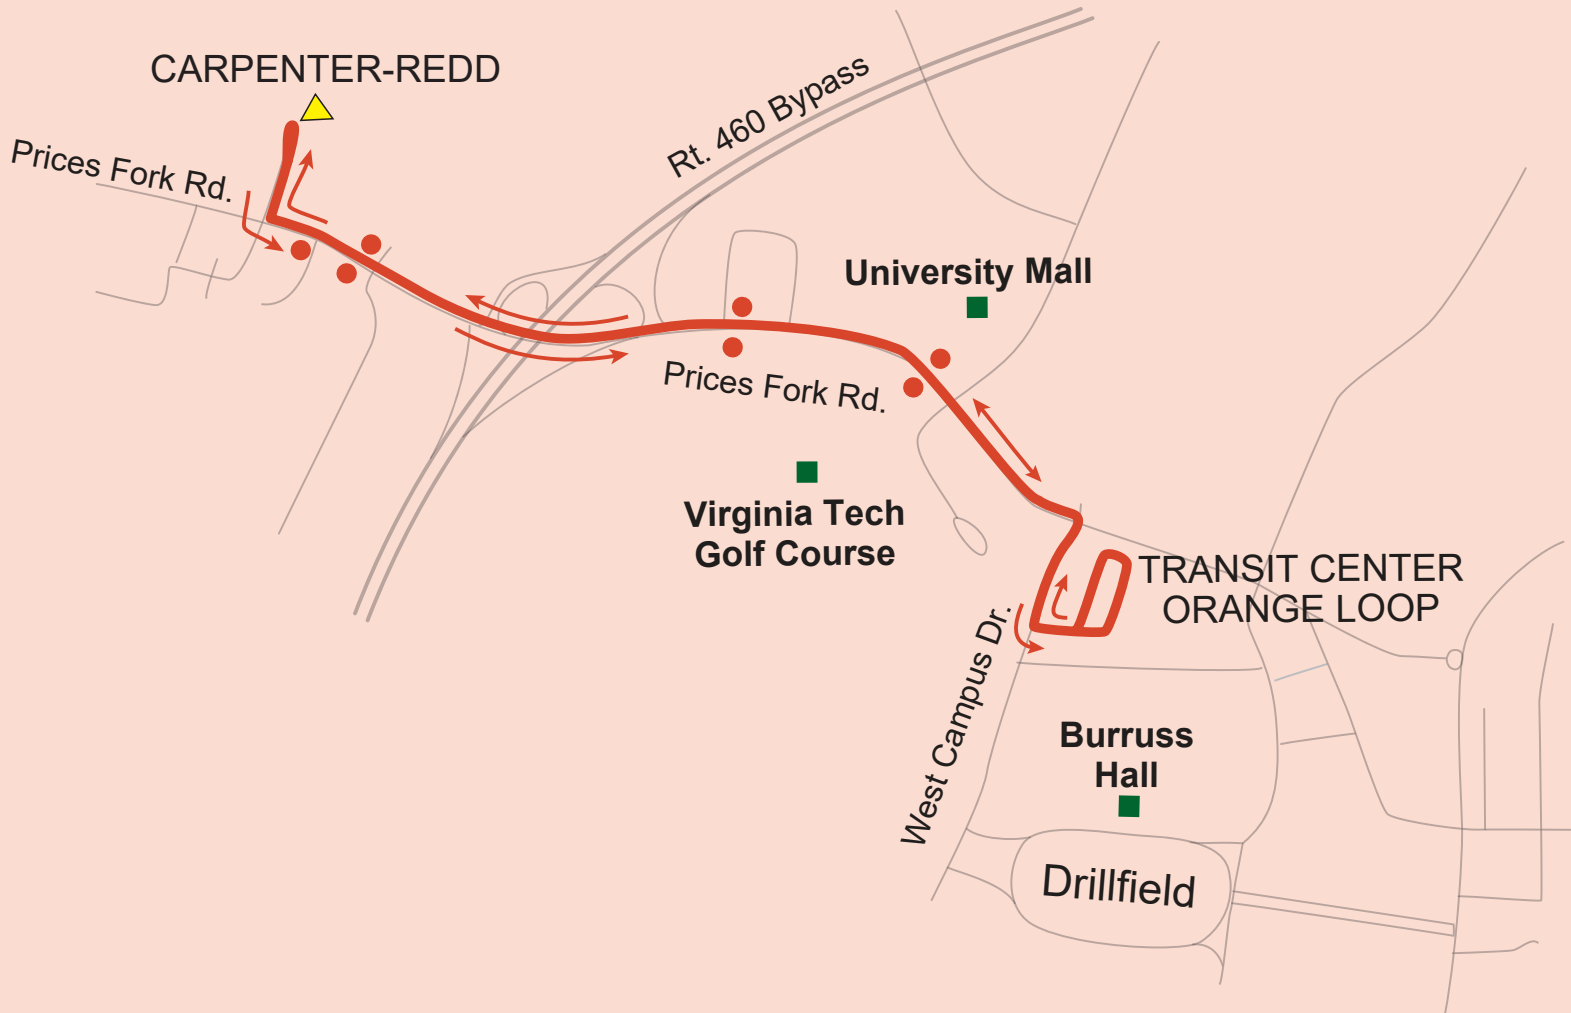 CARPENTER-REDD
Prices Fork Rd.
Rt. 460 Bypass
University Mall
Prices Fork Rd.
Virginia Tech
Golf Course
TRANSIT CENTER
ORANGE LOOP
West Campus Dr.
Burruss
Hall
Drillfield